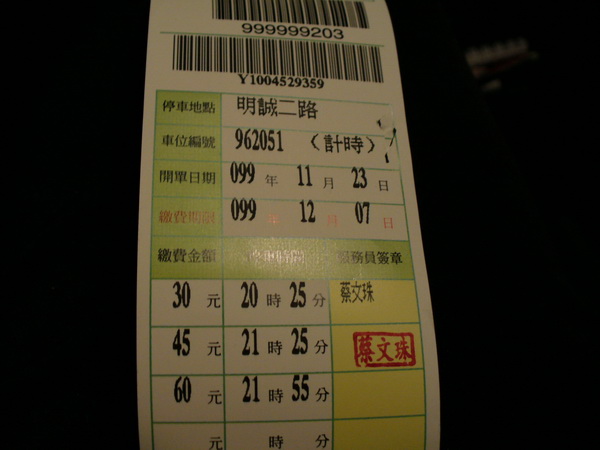 999999203
Y1004529359
停車地點 明誠二路
車位編號 962051 (計時)
開單日期 099 年 11 月 23 日
繳費期限 099 年 12 月 07 日
繳費金額 服務員簽章
30 元 20 時 25 分 蔡文珠
45 元 21 時 25 分 蔡文珠
60 元 21 時 55 分
元 時 分